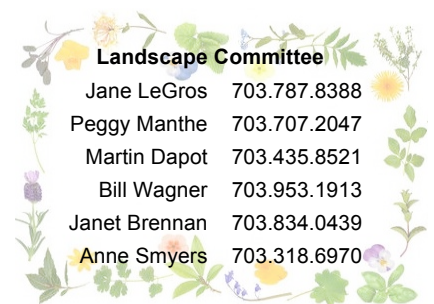 Landscape Committee
Jane LeGros 703.787.8388
Peggy Manthe 703.707.2047
Martin Dapot 703.435.8521
Bill Wagner 703.953.1913
Janet Brennan 703.834.0439
Anne Smyers 703.318.6970